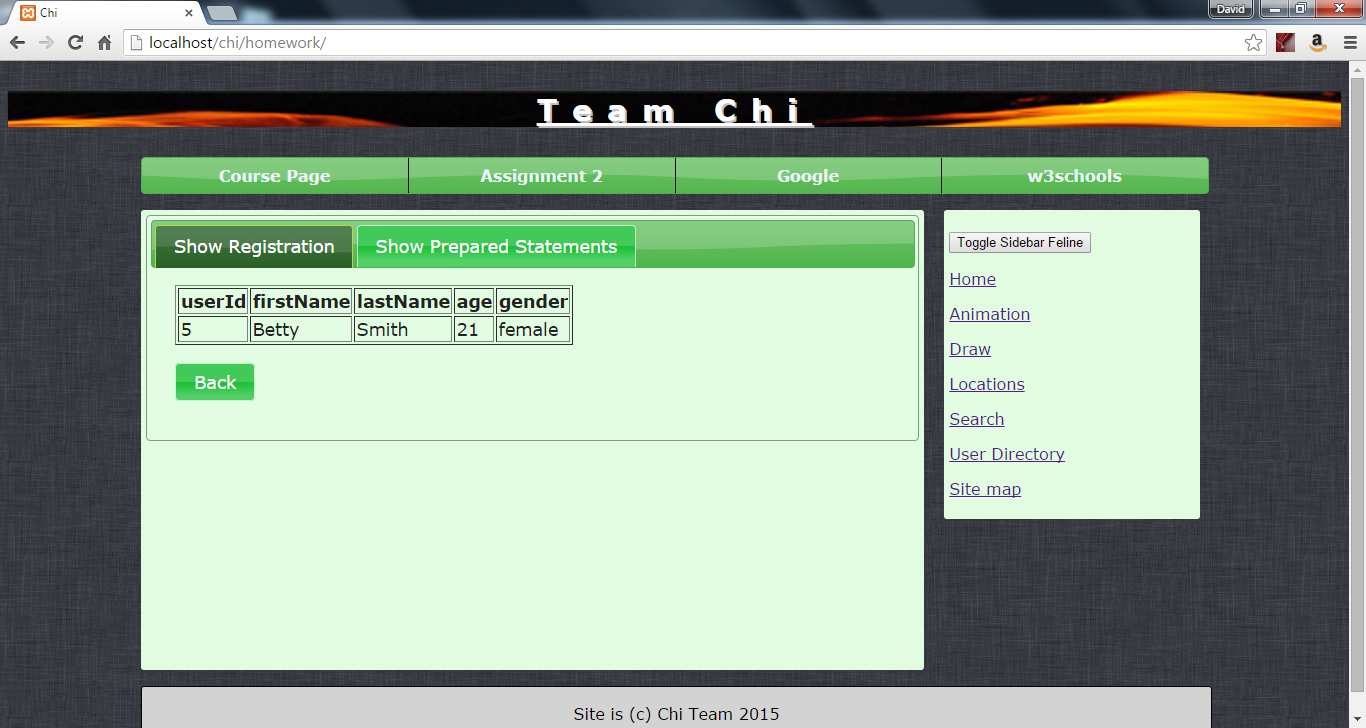 Chi
David
localhost/chi/homework/
Team Chi
Course Page Assignment 2 Google w3schools
Show Registration Show Prepared Statements
userId firstName lastName age gender
5 Betty Smith 21 female
Back
Toggle Sidebar Feline
Home
Animation
Draw
Locations
Search
User Directory
Site map
Site is (c) Chi Team 2015